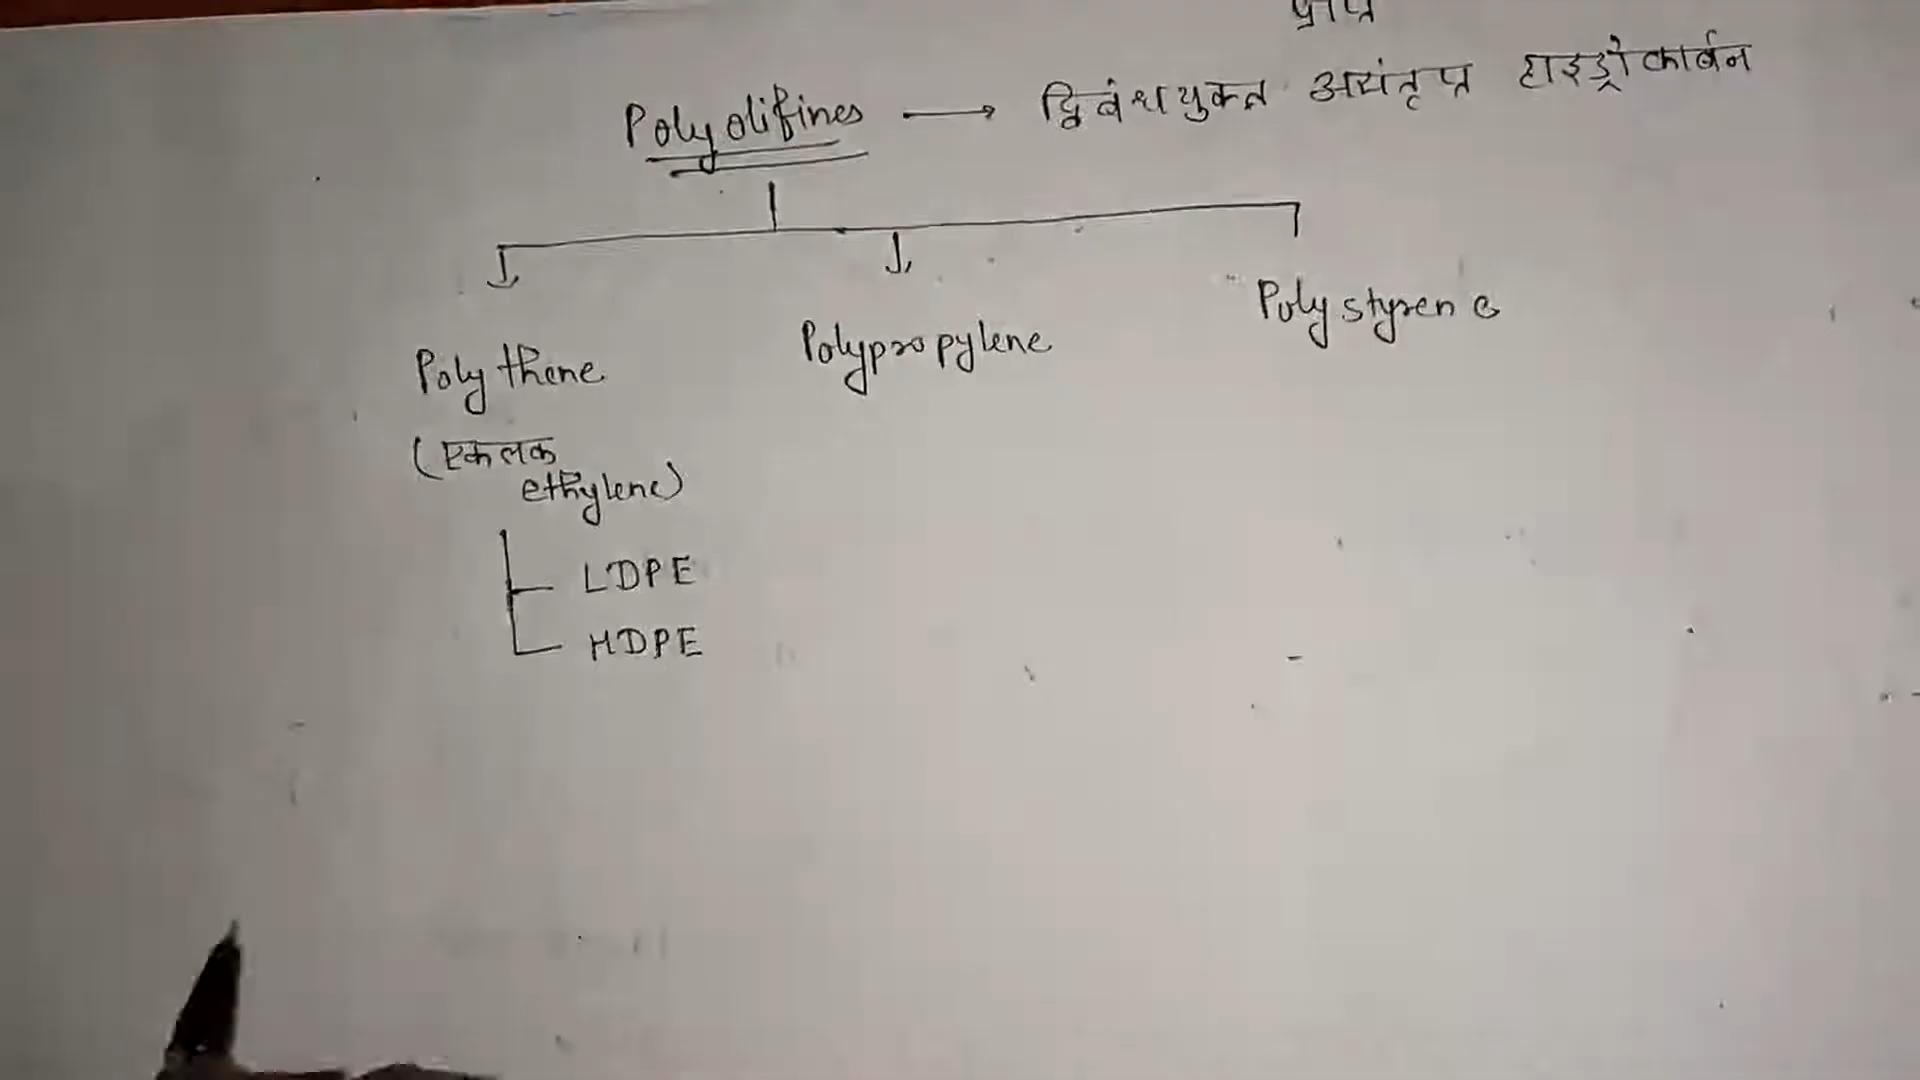 Polyolifines → द्विबंधयुक्त असंतृप्त हाइड्रोकार्बन
Polythene Polypropylene Polystyrene
(एकलक
ethylene)
LDPE
HDPE